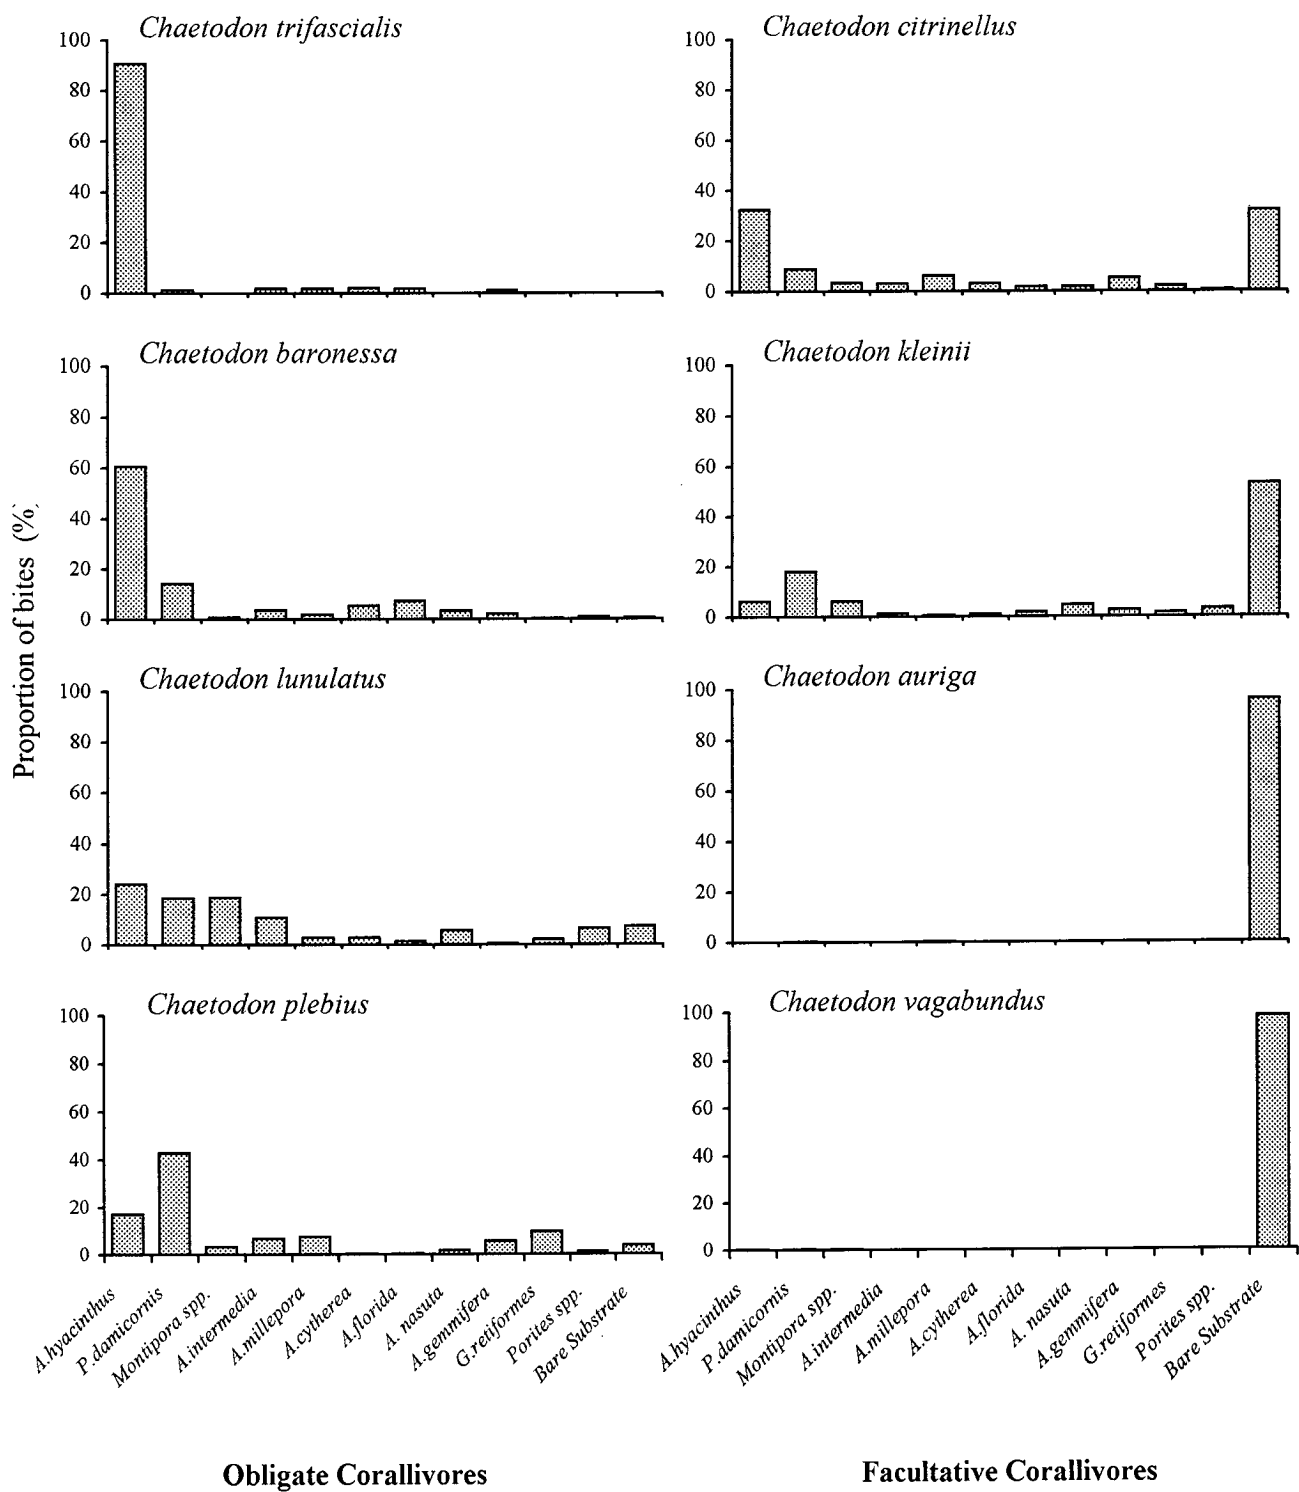 Chaetodon trifascialis
100
80
60
40
20
0
Chaetodon citrinellus
100
80
60
40
20
0
Chaetodon baronessa
100
80
60
40
20
0
Chaetodon kleinii
100
80
60
40
20
0
Proportion of bites (%)
Chaetodon lunulatus
100
80
60
40
20
0
Chaetodon auriga
100
80
60
40
20
0
Chaetodon plebius
100
80
60
40
20
0
Chaetodon vagabundus
100
80
60
40
20
0
A.hyacinthus
P.damicornis
Montipora spp.
A.intermedia
A.millepora
A.cytherea
A.florida
A. nasuta
A.gemmifera
G.retiformes
Porites spp.
Bare Substrate
A.hyacinthus
P.damicornis
Montipora spp.
A.intermedia
A.millepora
A.cytherea
A.florida
A. nasuta
A.gemmifera
G.retiformes
Porites spp.
Bare Substrate
Obligate Corallivores
Facultative Corallivores